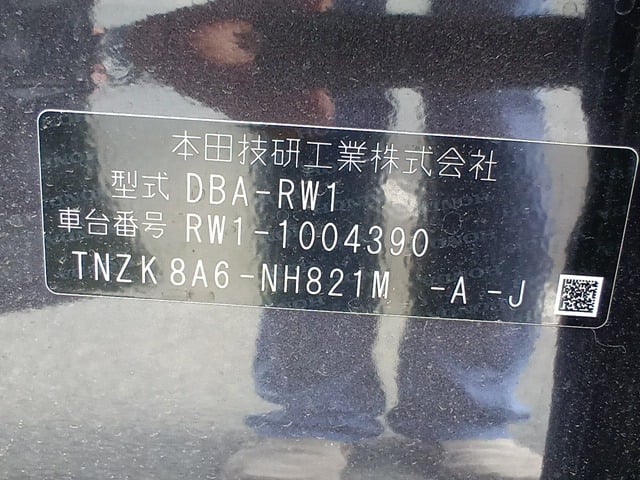 本田技研工業株式会社
型式 DBA-RW1
車台番号 RW1-1004390
TNZK 8A6-NH821M -A -J